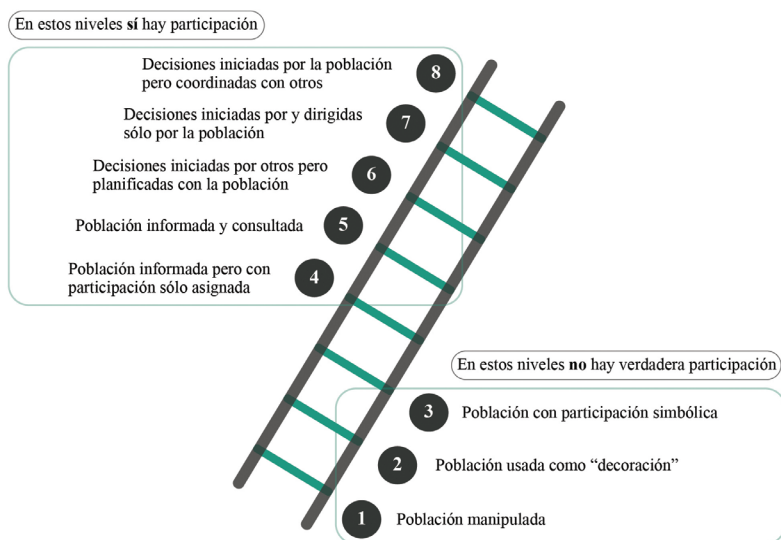 En estos niveles sí hay participación
Decisiones iniciadas por la población
pero coordinadas con otros
8
Decisiones iniciadas por y dirigidas
sólo por la población
7
Decisiones iniciadas por otros pero
planificadas con la población
6
Población informada y consultada
5
Población informada pero con
participación sólo asignada
4
En estos niveles no hay verdadera participación
3
Población con participación simbólica
2
Población usada como “decoración”
1
Población manipulada